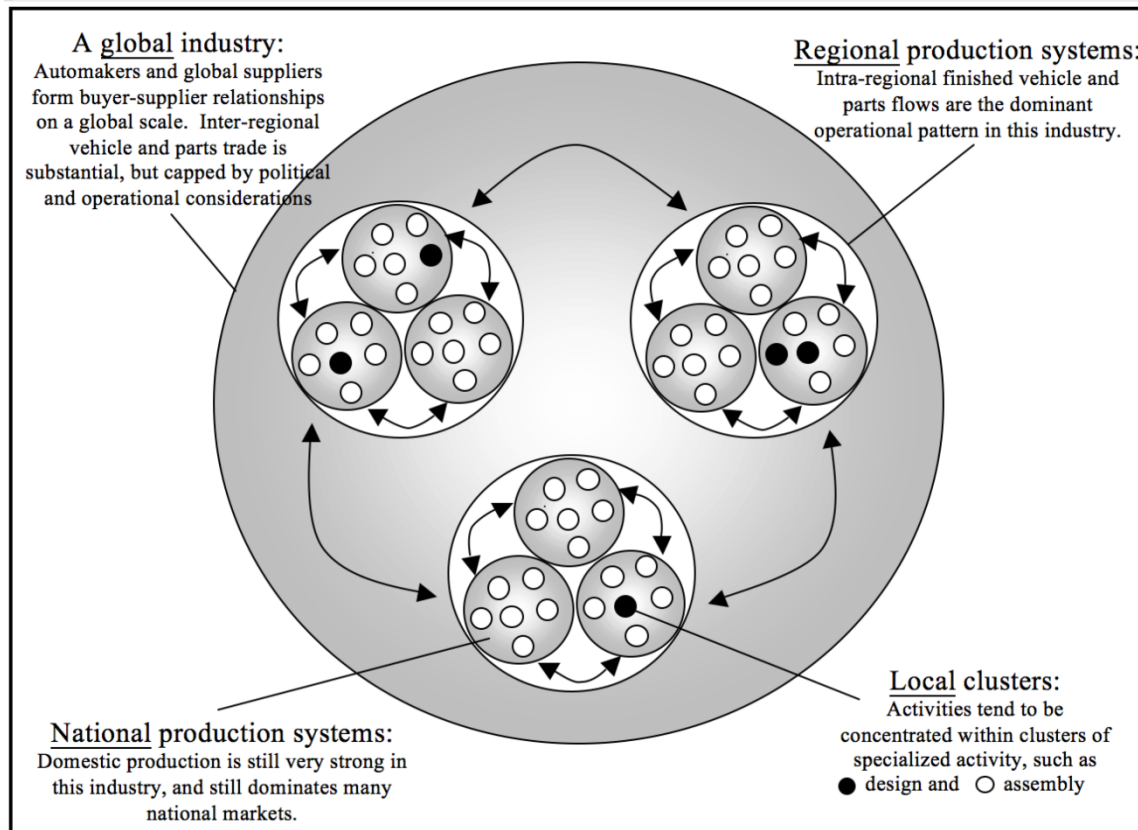 A global industry:
Automakers and global suppliers
form buyer-supplier relationships
on a global scale.  Inter-regional
vehicle and parts trade is
substantial, but capped by political
and operational considerations
Regional production systems:
Intra-regional finished vehicle and
parts flows are the dominant
operational pattern in this industry.
National production systems:
Domestic production is still very strong in
this industry, and still dominates many
national markets.
Local clusters:
Activities tend to be
concentrated within clusters of
specialized activity, such as
design and assembly